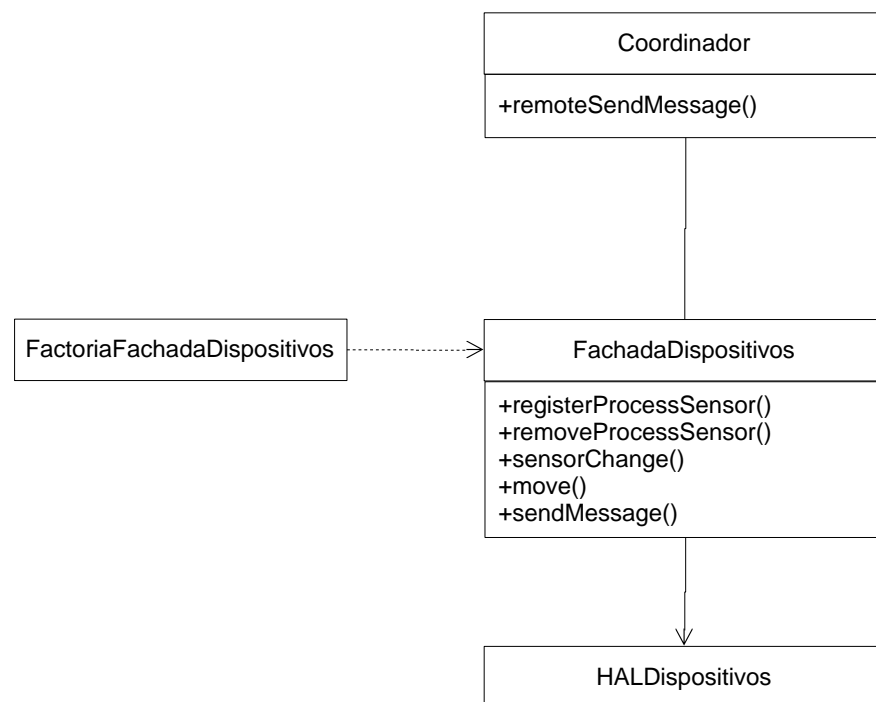 Coordinador
+remoteSendMessage()
FactoriaFachadaDispositivos
FachadaDispositivos
+registerProcessSensor()
+removeProcessSensor()
+sensorChange()
+move()
+sendMessage()
HALDispositivos